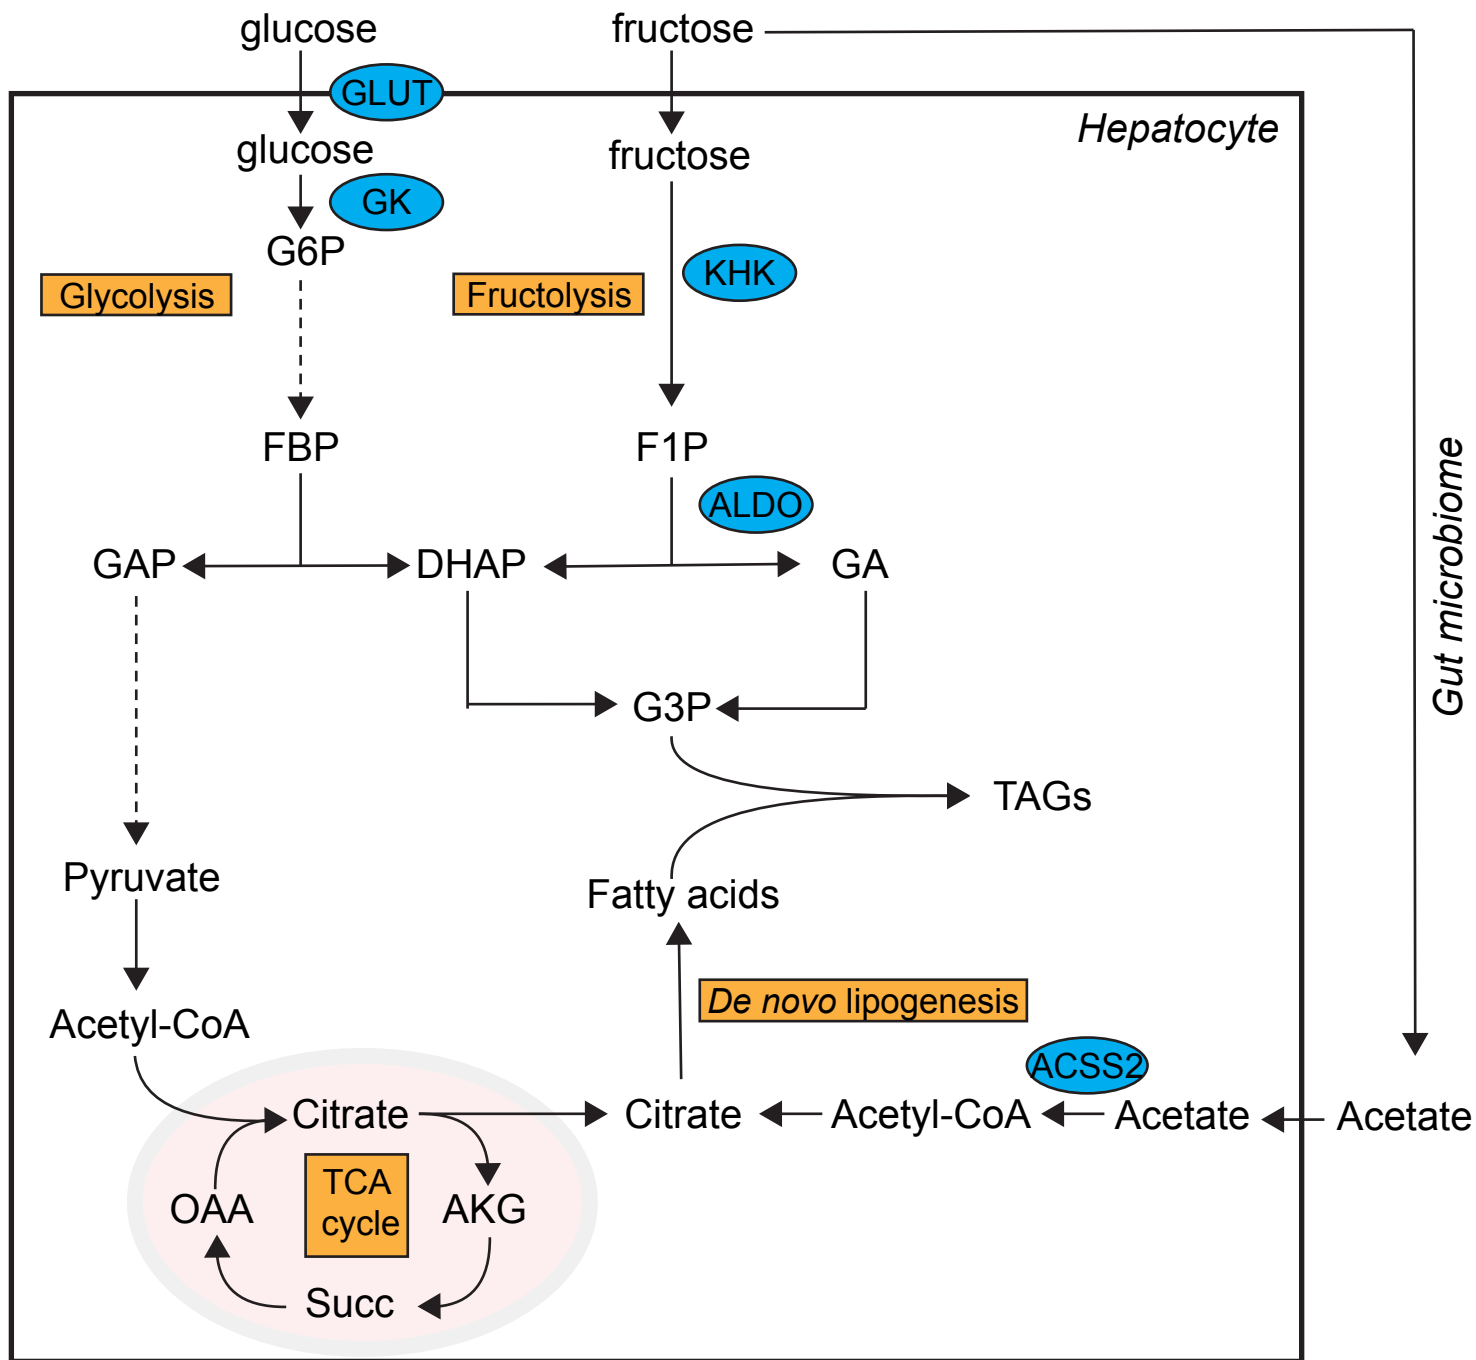 glucose
fructose
GLUT
Hepatocyte
glucose
fructose
GK
G6P
KHK
Glycolysis
Fructolysis
FBP
F1P
ALDO
GAP
DHAP
GA
Gut microbiome
G3P
TAGs
Pyruvate
Fatty acids
De novo lipogenesis
Acetyl-CoA
ACSS2
Citrate
Citrate
Acetyl-CoA
Acetate
Acetate
TCA
cycle
OAA
AKG
Succ